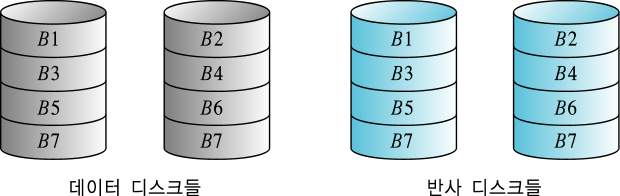 B1 B2 B1 B2
B3 B4 B3 B4
B5 B6 B5 B6
B7 B7 B7 B7
데이터 디스크들 반사 디스크들